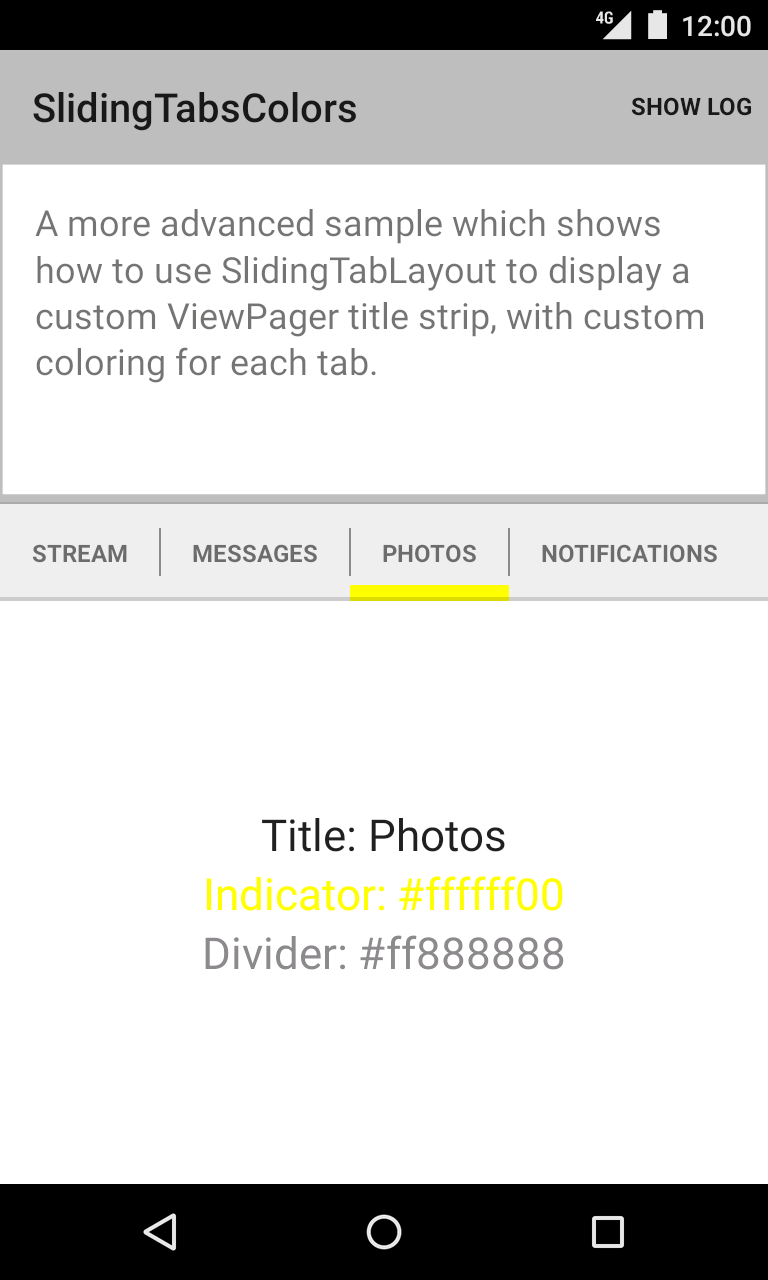 4G 12:00
SlidingTabsColors SHOW LOG
A more advanced sample which shows
how to use SlidingTabLayout to display a
custom ViewPager title strip, with custom
coloring for each tab.
STREAM MESSAGES PHOTOS NOTIFICATIONS
Title: Photos
Indicator: #ffffff00
Divider: #ff888888